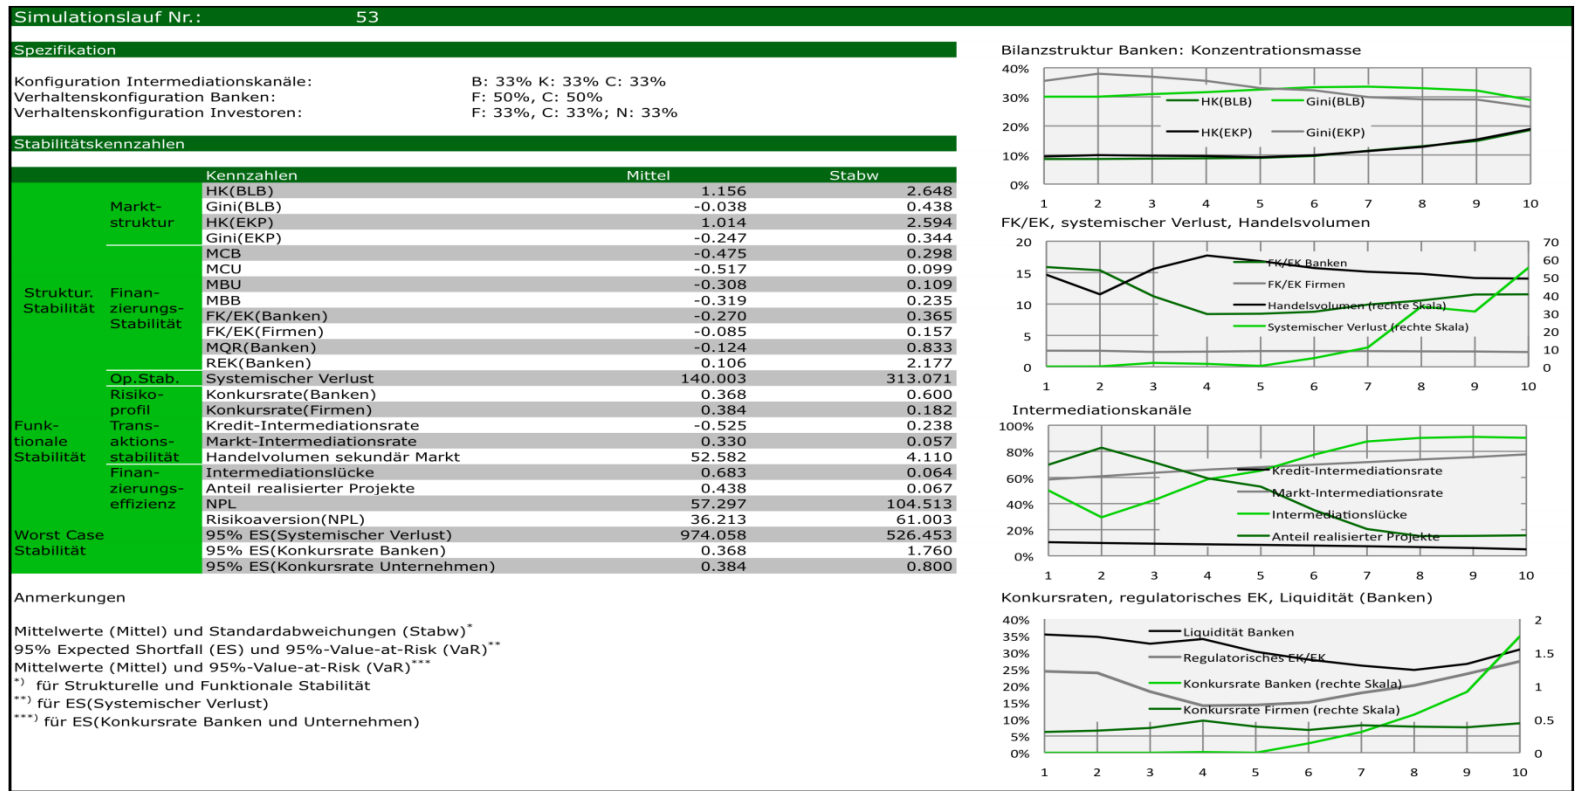 Simulationslauf Nr.: 53
Spezifikation
Konfiguration Intermediationskanäle: B: 33% K: 33% C: 33%
Verhaltenskonfiguration Banken: F: 50%, C: 50%
Verhaltenskonfiguration Investoren: F: 33%, C: 33%; N: 33%
Stabilitätskennzahlen
Kennzahlen Mittel Stabw
HK(BLB) 1.156 2.648
Markt- Gini(BLB) -0.038 0.438
struktur HK(EKP) 1.014 2.594
Gini(EKP) -0.247 0.344
MCB -0.475 0.298
MCU -0.517 0.099
MBU -0.308 0.109
Struktur. Finan- MBB -0.319 0.235
Stabilität zierungs- FK/EK(Banken) -0.270 0.365
Stabilität FK/EK(Firmen) -0.085 0.157
MQR(Banken) -0.124 0.833
REK(Banken) 0.106 2.177
Op.Stab. Systemischer Verlust 140.003 313.071
Risiko- Konkursrate(Banken) 0.368 0.600
profil Konkursrate(Firmen) 0.384 0.182
Funk- Trans- Kredit-Intermediationsrate -0.525 0.238
tionale aktions- Markt-Intermediationsrate 0.330 0.057
Stabilität stabilität Handelvolumen sekundär Markt 52.582 4.110
Finan- Intermediationslücke 0.683 0.064
zierungs- Anteil realisierter Projekte 0.438 0.067
effizienz NPL 57.297 104.513
Risikoaversion(NPL) 36.213 61.003
Worst Case 95% ES(Systemischer Verlust) 974.058 526.453
Stabilität 95% ES(Konkursrate Banken) 0.368 1.760
95% ES(Konkursrate Unternehmen) 0.384 0.800
Anmerkungen
Mittelwerte (Mittel) und Standardabweichungen (Stabw)*
95% Expected Shortfall (ES) und 95%-Value-at-Risk (VaR)**
Mittelwerte (Mittel) und 95%-Value-at-Risk (VaR)***
*) für Strukturelle und Funktionale Stabilität
**) für ES(Systemischer Verlust)
***) für ES(Konkursrate Banken und Unternehmen)
Bilanzstruktur Banken: Konzentrationsmasse
40%
30%
20%
10%
0%
HK(BLB) Gini(BLB)
HK(EKP) Gini(EKP)
1 2 3 4 5 6 7 8 9 10
FK/EK, systemischer Verlust, Handelsvolumen
20
15
10
5
0
FK/EK Banken
FK/EK Firmen
Handelsvolumen (rechte Skala)
Systemischer Verlust (rechte Skala)
70
60
50
40
30
20
10
0
1 2 3 4 5 6 7 8 9 10
Intermediationskanäle
100%
80%
60%
40%
20%
0%
Kredit-Intermediationsrate
Markt-Intermediationsrate
Intermediationslücke
Anteil realisierter Projekte
1 2 3 4 5 6 7 8 9 10
Konkursraten, regulatorisches EK, Liquidität (Banken)
40%
35%
30%
25%
20%
15%
10%
5%
0%
Liquidität Banken
Regulatorisches EK/EK
Konkursrate Banken (rechte Skala)
Konkursrate Firmen (rechte Skala)
2
1.5
1
0.5
0
1 2 3 4 5 6 7 8 9 10